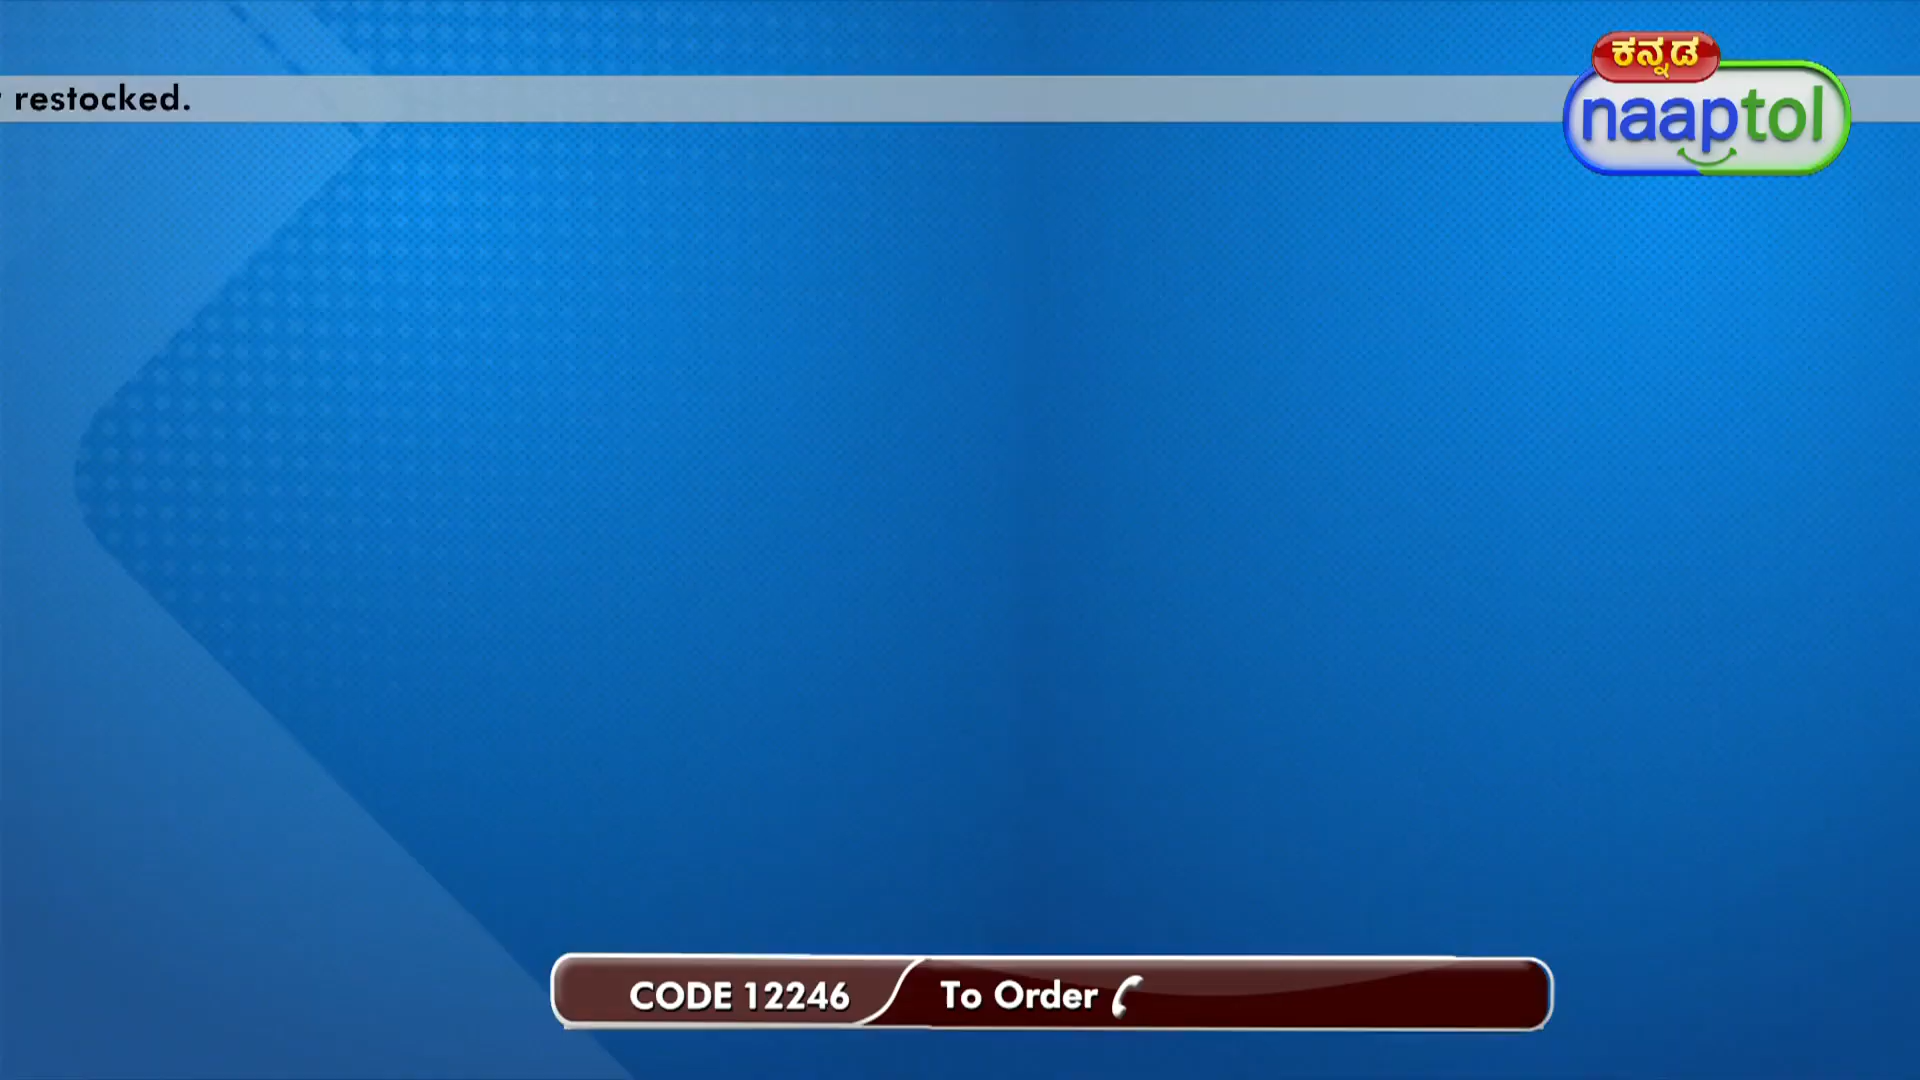 ಕನ್ನಡ
restocked.
naaptol
CODE 12246 To Order